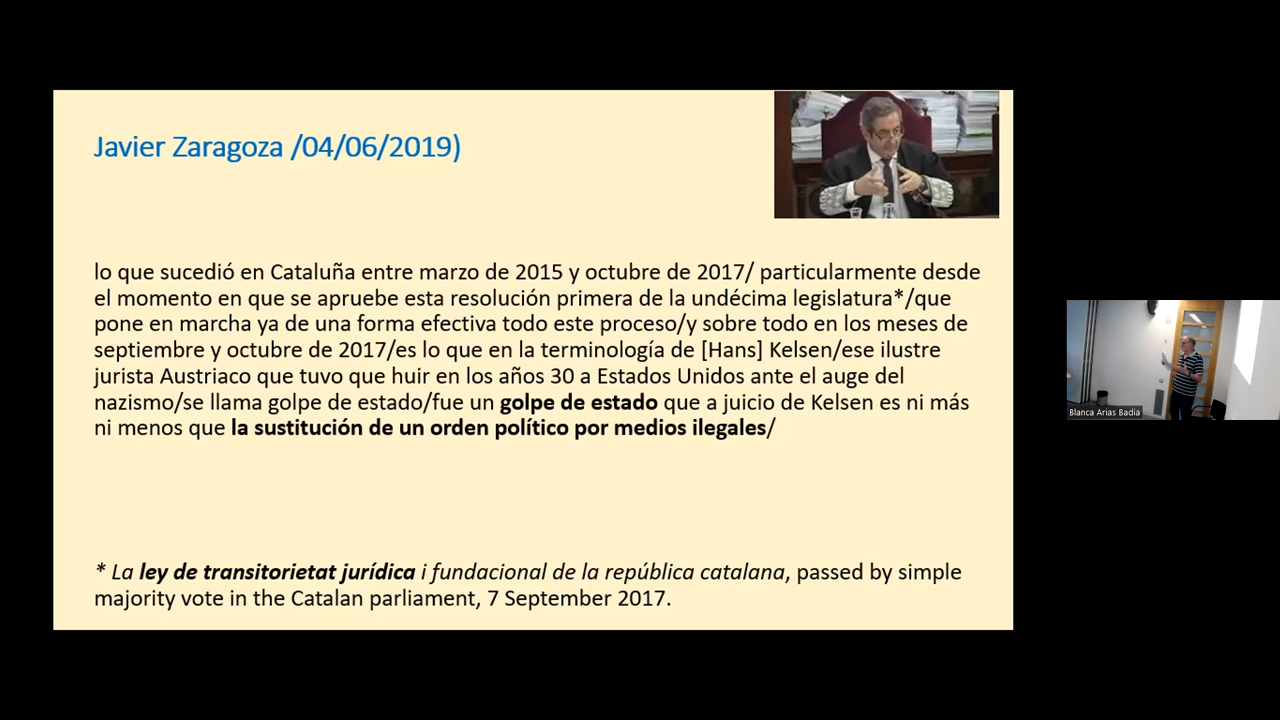 Javier Zaragoza /04/06/2019)
lo que sucedió en Cataluña entre marzo de 2015 y octubre de 2017/ particularmente desde
el momento en que se apruebe esta resolución primera de la undécima legislatura*/que
pone en marcha ya de una forma efectiva todo este proceso/y sobre todo en los meses de
septiembre y octubre de 2017/es lo que en la terminología de [Hans] Kelsen/ese ilustre
jurista Austriaco que tuvo que huir en los años 30 a Estados Unidos ante el auge del
nazismo/se llama golpe de estado/fue un golpe de estado que a juicio de Kelsen es ni más
ni menos que la sustitución de un orden político por medios ilegales/
* La ley de transitorietat jurídica i fundacional de la república catalana, passed by simple
majority vote in the Catalan parliament, 7 September 2017.
Blanca Arias Badia